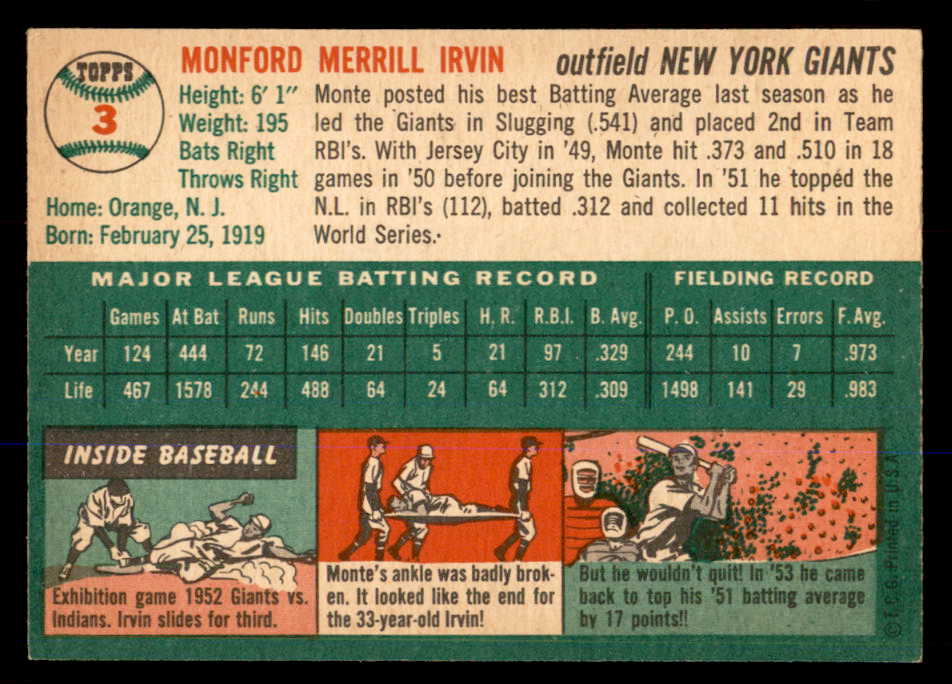 TOPPS
3
MONFORD MERRILL IRVIN
outfield NEW YORK GIANTS
Height: 6' 1"
Weight: 195
Bats Right
Throws Right
Home: Orange, N. J.
Born: February 25, 1919
Monte posted his best Batting Average last season as he
led the Giants in Slugging (.541) and placed 2nd in Team
RBI's. With Jersey City in '49, Monte hit .373 and .510 in 18
games in '50 before joining the Giants. In '51 he topped the
N.L. in RBI's (112), batted .312 and collected 11 hits in the
World Series.
MAJOR LEAGUE BATTING RECORD FIELDING RECORD
Games At Bat Runs Hits Doubles Triples H. R. R.B.I. B. Avg. P. O. Assists Errors F. Avg.
Year 124 444 72 146 21 5 21 97 .329 244 10 7 .973
Life 467 1578 244 488 64 24 64 312 .309 1498 141 29 .983
INSIDE BASEBALL
Exhibition game 1952 Giants vs.
Indians. Irvin slides for third.
Monte's ankle was badly brok-
en. It looked like the end for
the 33-year-old Irvin!
But he wouldn't quit! In '53 he came
back to top his '51 batting average
by 17 points!!
© T.C.G. Printed in U.S.A.